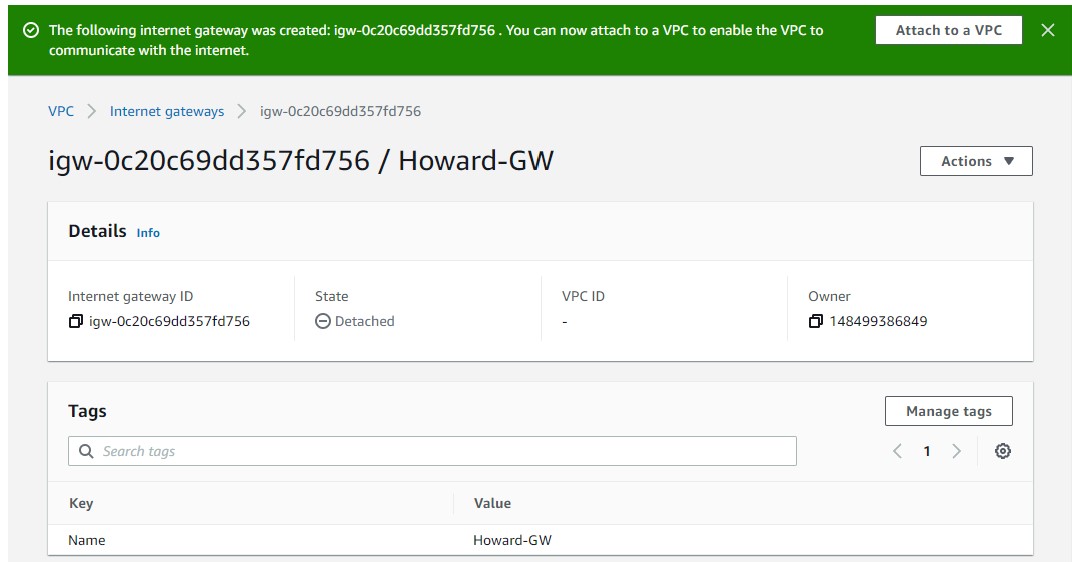 The following internet gateway was created: igw-0c20c69dd357fd756 . You can now attach to a VPC to enable the VPC to
communicate with the internet.
Attach to a VPC
VPC
Internet gateways
igw-0c20c69dd357fd756
igw-0c20c69dd357fd756 / Howard-GW
Actions
Details Info
Internet gateway ID
igw-0c20c69dd357fd756
State
Detached
VPC ID
-
Owner
148499386849
Tags
Manage tags
Search tags
1
Key
Value
Name
Howard-GW